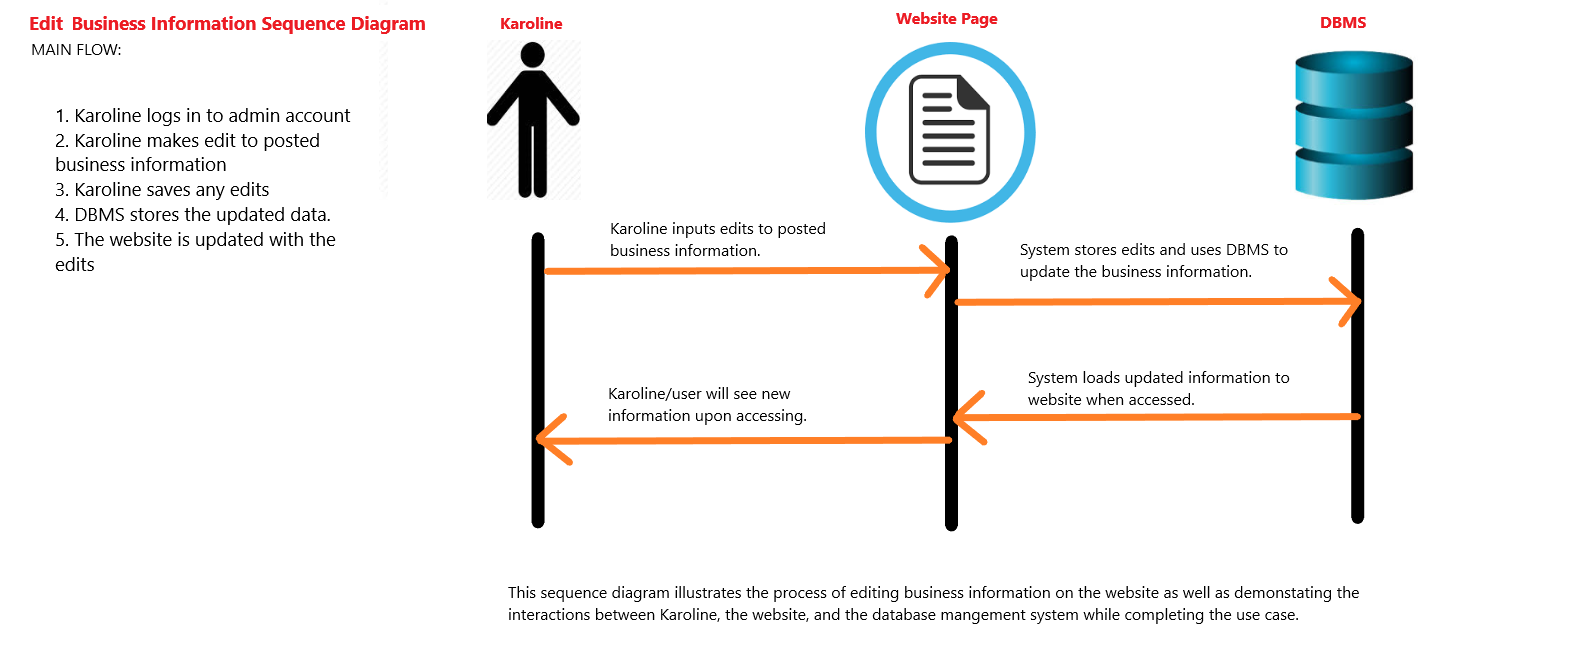 Edit Business Information Sequence Diagram
MAIN FLOW:
1. Karoline logs in to admin account
2. Karoline makes edit to posted
business information
3. Karoline saves any edits
4. DBMS stores the updated data.
5. The website is updated with the
edits
Karoline
Website Page
DBMS
Karoline inputs edits to posted
business information.
System stores edits and uses DBMS to
update the business information.
System loads updated information to
website when accessed.
Karoline/user will see new
information upon accessing.
This sequence diagram illustrates the process of editing business information on the website as well as demonstating the
interactions between Karoline, the website, and the database mangement system while completing the use case.